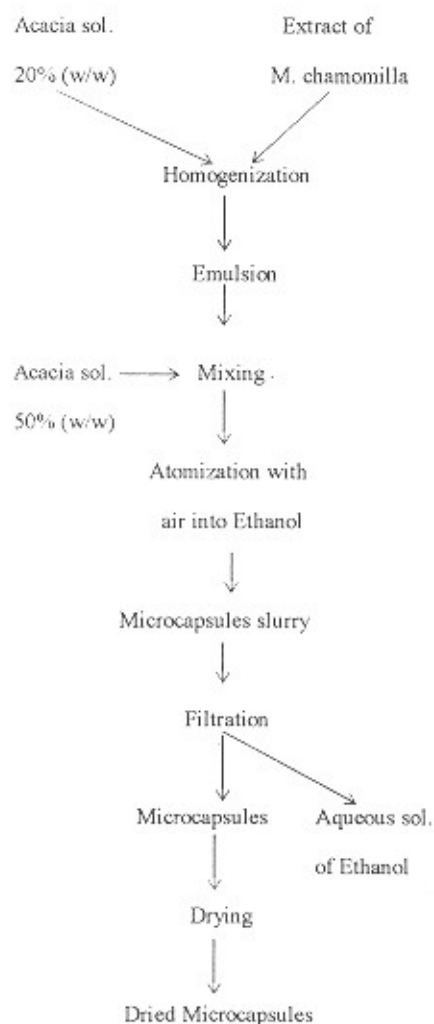 Acacia sol.
20% (w/w)
Extract of
M. chamomilla
Homogenization
Emulsion
Acacia sol.
50% (w/w)
Mixing .
Atomization with
air into Ethanol
Microcapsules slurry
Filtration
Microcapsules
Aqueous sol.
of Ethanol
Drying
Dried Microcapsules